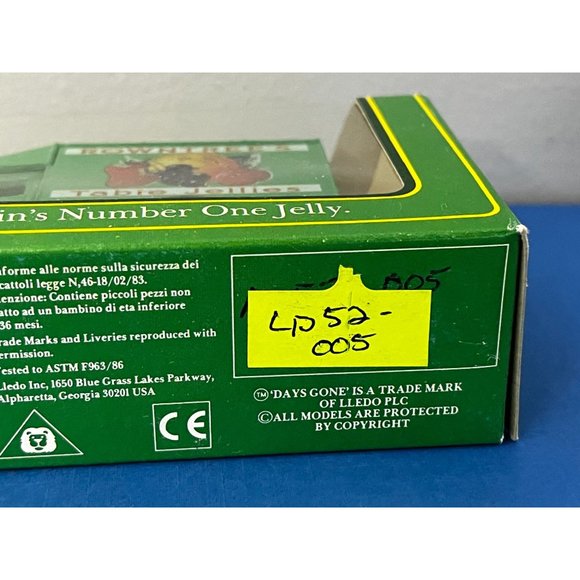 ROWNTREE'S
Table Jellies
in's Number One Jelly.
nforme alle norme sulla sicurezza dei
cattoli legge N,46-18/02/83.
enzione: Contiene piccoli pezzi non
atto ad un bambino di eta inferiore
36 mesi.
rade Marks and Liveries reproduced with
ermission.
ested to ASTM F963/86
Lledo Inc, 1650 Blue Grass Lakes Parkway,
Alpharetta, Georgia 30201 USA
CE
005
LP52-
005
TM 'DAYS GONE' IS A TRADE MARK
OF LLEDO PLC
©ALL MODELS ARE PROTECTED
BY COPYRIGHT